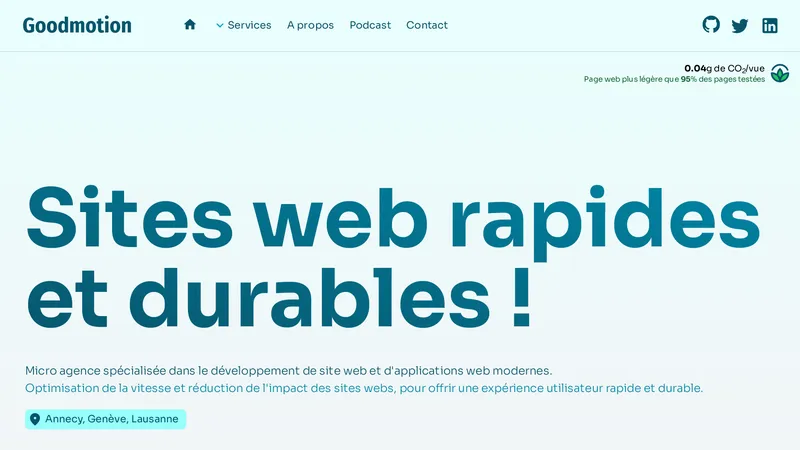 Goodmotion
Services
A propos
Podcast
Contact
0.04g de CO₂/vue
Page web plus légère que 95% des pages testées
Sites web rapides
et durables !
Micro agence spécialisée dans le développement de site web et d'applications web modernes.
Optimisation de la vitesse et réduction de l'impact des sites webs, pour offrir une expérience utilisateur rapide et durable.
Annecy, Genève, Lausanne